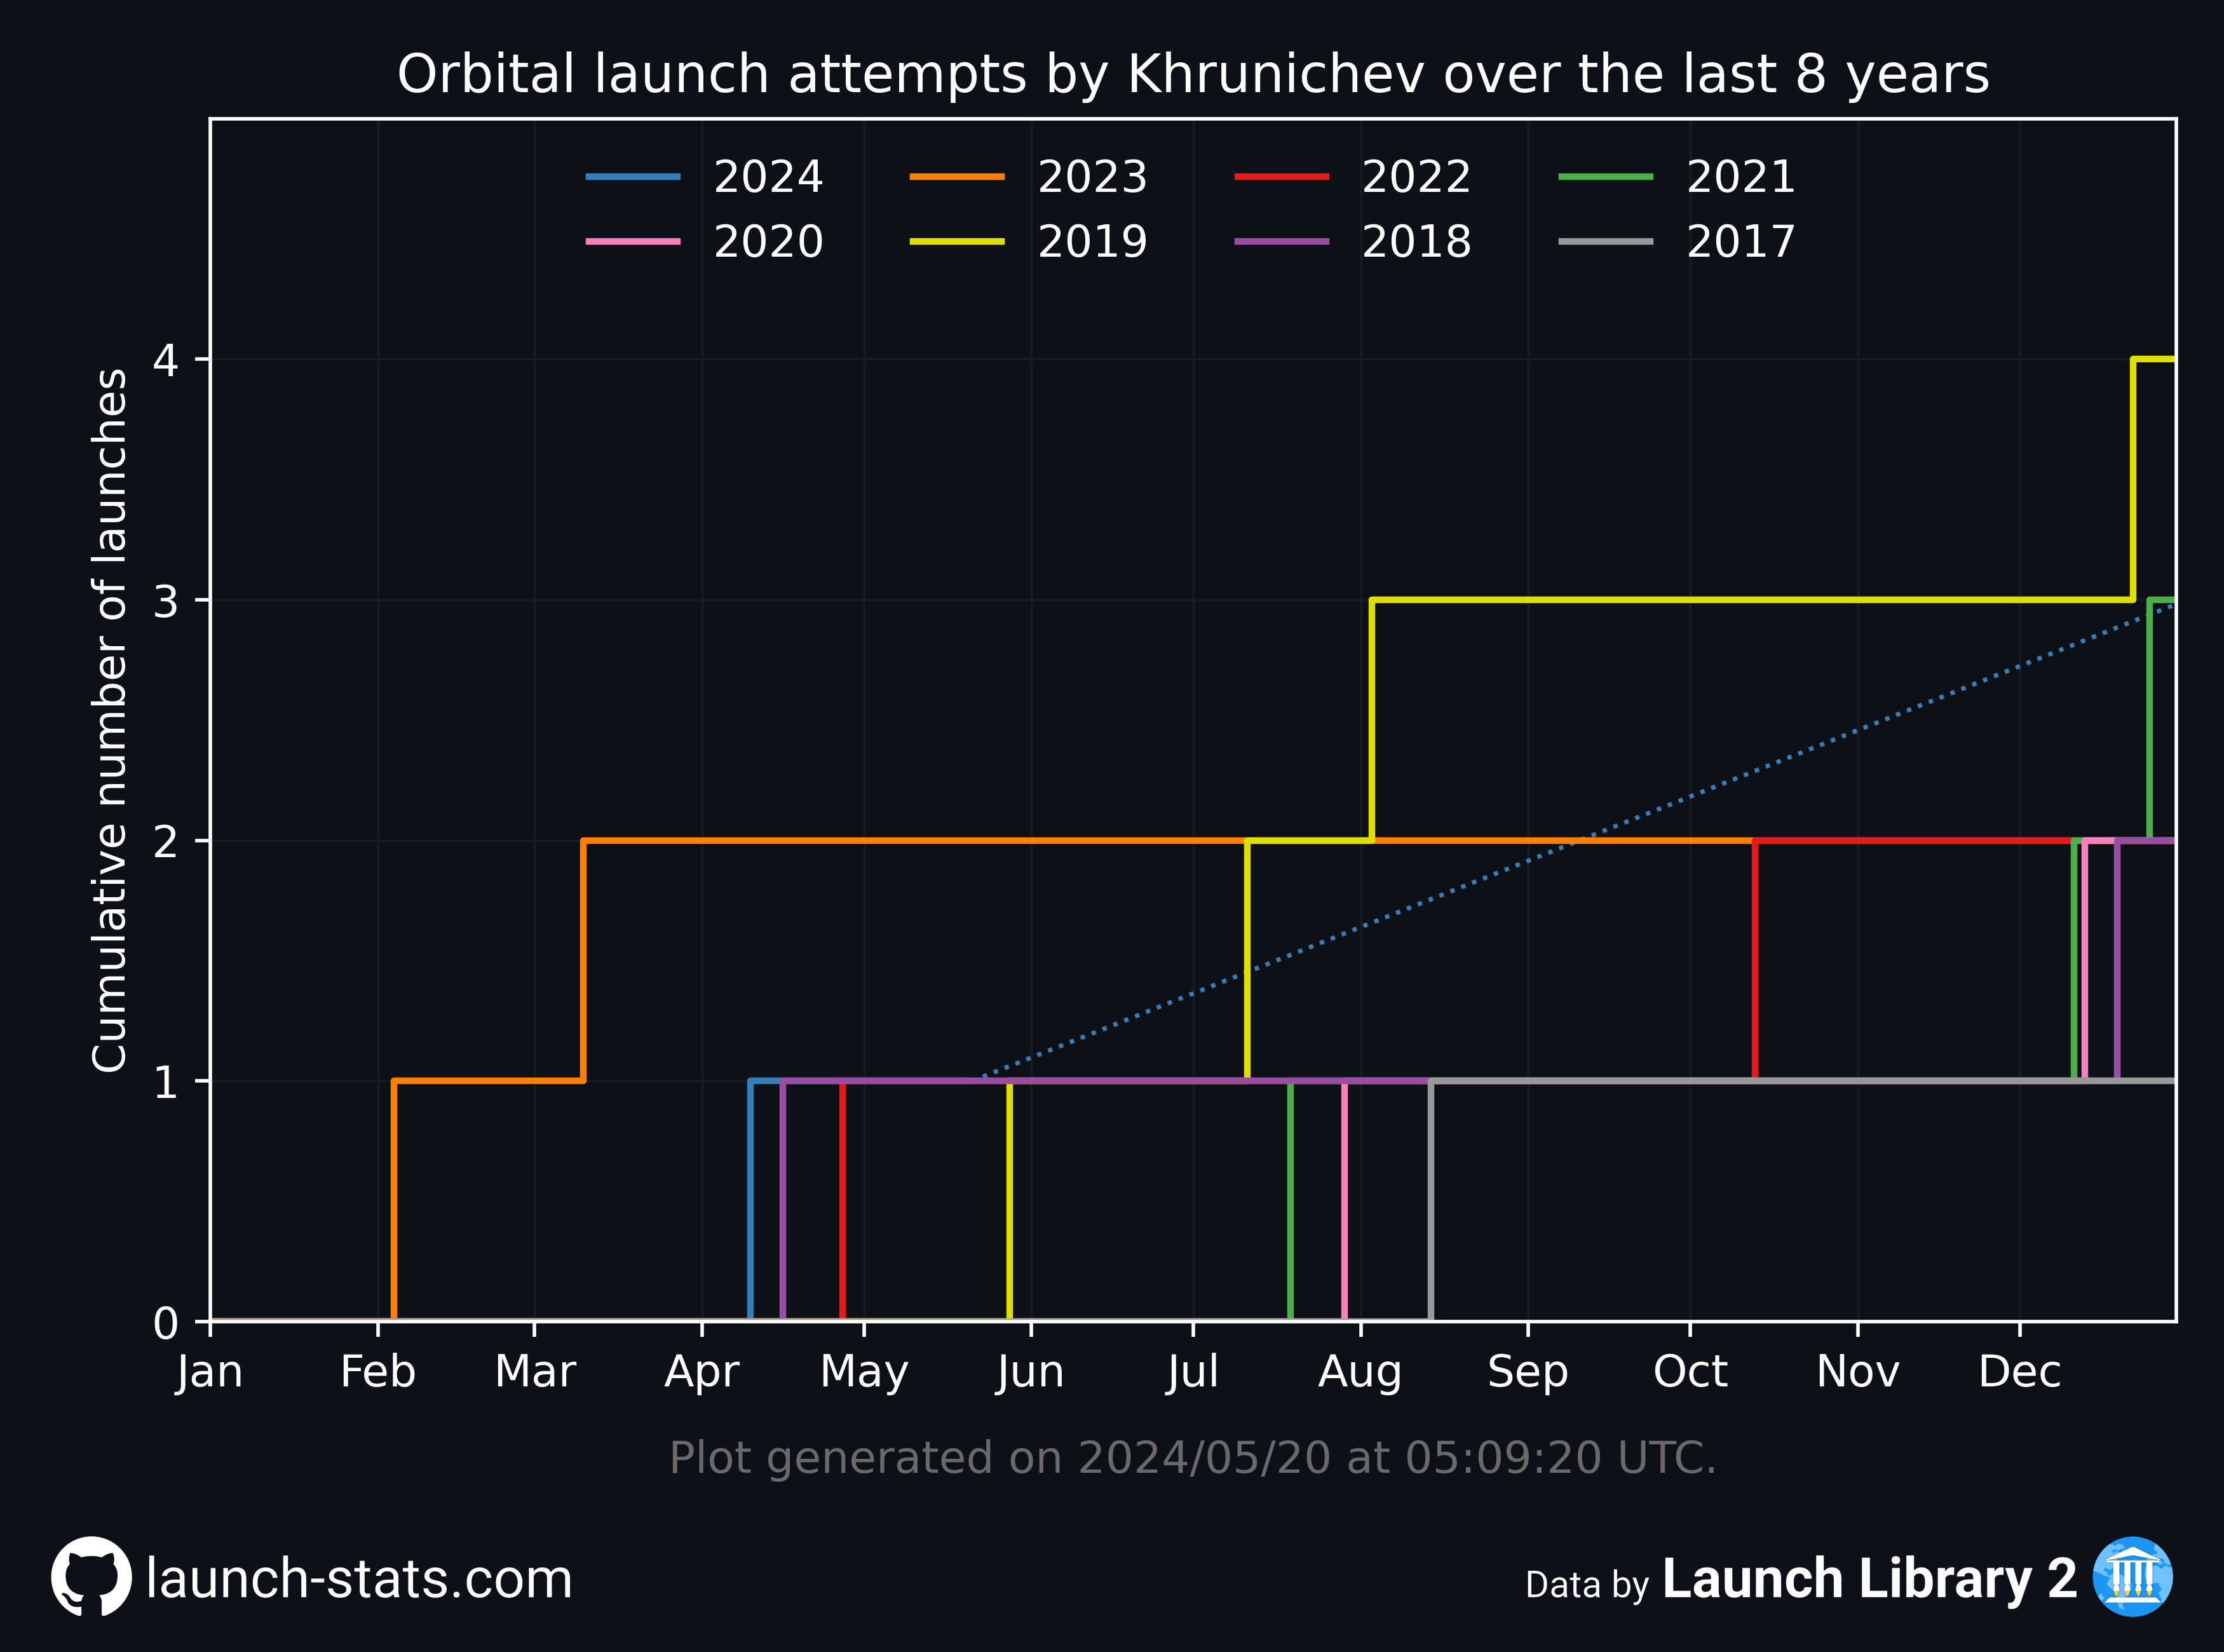 Orbital launch attempts by Khrunichev over the last 8 years
2024 2023 2022 2021
2020 2019 2018 2017
Cumulative number of launches
4
3
2
1
0
Jan Feb Mar Apr May Jun Jul Aug Sep Oct Nov Dec
Plot generated on 2024/05/20 at 05:09:20 UTC.
launch-stats.com
Data by Launch Library 2